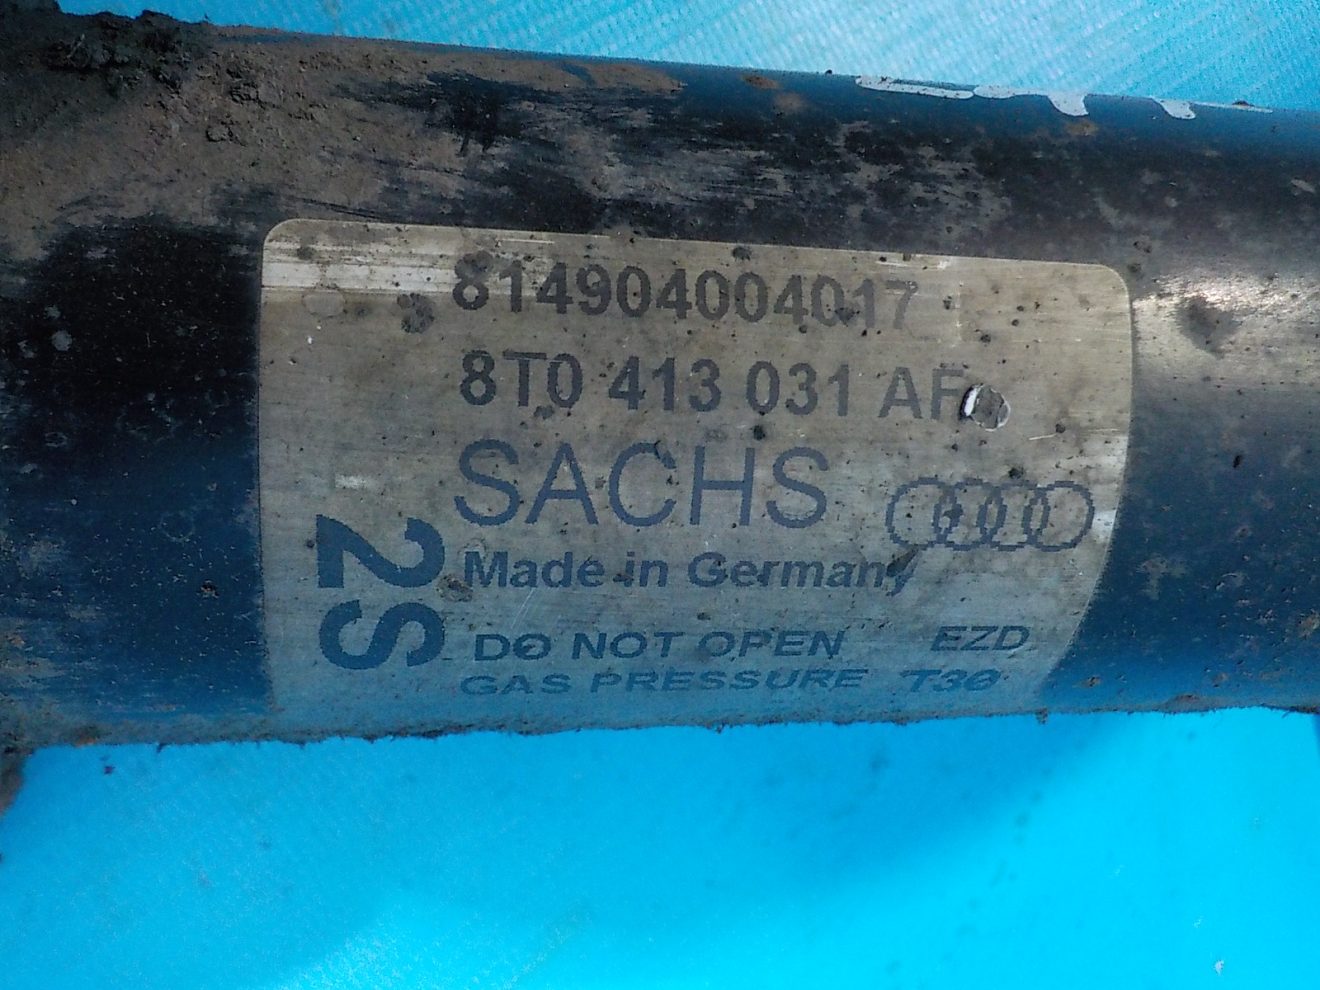 814904004017
8T0 413 031 AF
SACHS
Made in Germany
2S
DO NOT OPEN EZD
GAS PRESSURE T30